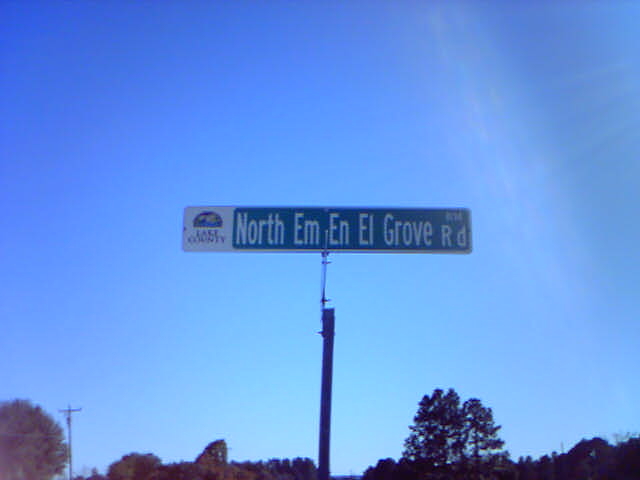 LAKE
COUNTY
North Em En El Grove Rd